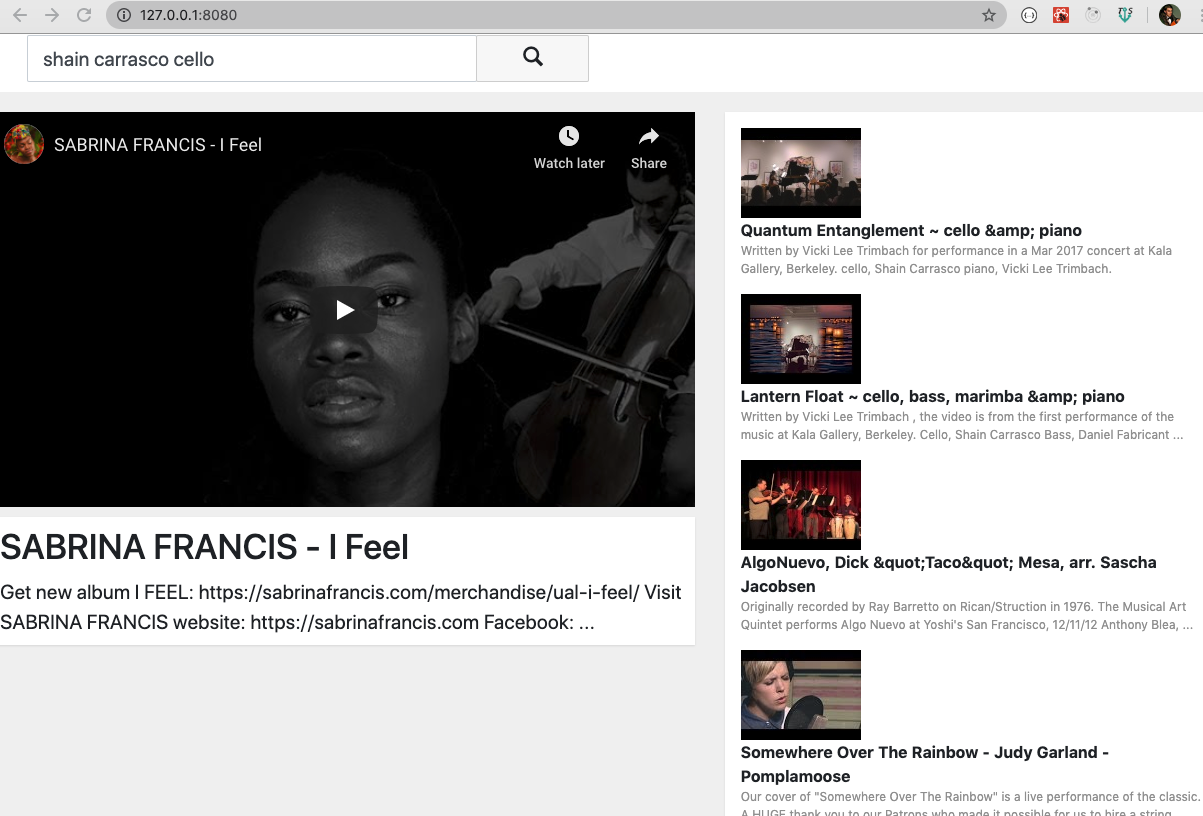 127.0.0.1:8080
shain carrasco cello
SABRINA FRANCIS - I Feel
Watch later
Share
SABRINA FRANCIS - I Feel
Get new album I FEEL: https://sabrinafrancis.com/merchandise/ual-i-feel/ Visit
SABRINA FRANCIS website: https://sabrinafrancis.com Facebook: ...
Quantum Entanglement ~ cello &amp; piano
Written by Vicki Lee Trimbach for performance in a Mar 2017 concert at Kala
Gallery, Berkeley. cello, Shain Carrasco piano, Vicki Lee Trimbach.
Lantern Float ~ cello, bass, marimba &amp; piano
Written by Vicki Lee Trimbach , the video is from the first performance of the
music at Kala Gallery, Berkeley. Cello, Shain Carrasco Bass, Daniel Fabricant ...
AlgoNuevo, Dick &quot;Taco&quot; Mesa, arr. Sascha
Jacobsen
Originally recorded by Ray Barretto on Rican/Struction in 1976. The Musical Art
Quintet performs Algo Nuevo at Yoshi's San Francisco, 12/11/12 Anthony Blea, ...
Somewhere Over The Rainbow - Judy Garland -
Pomplamoose
Our cover of "Somewhere Over The Rainbow" is a live performance of the classic.
A HUGE thank you to our Patrons who made it possible for us to hire a string